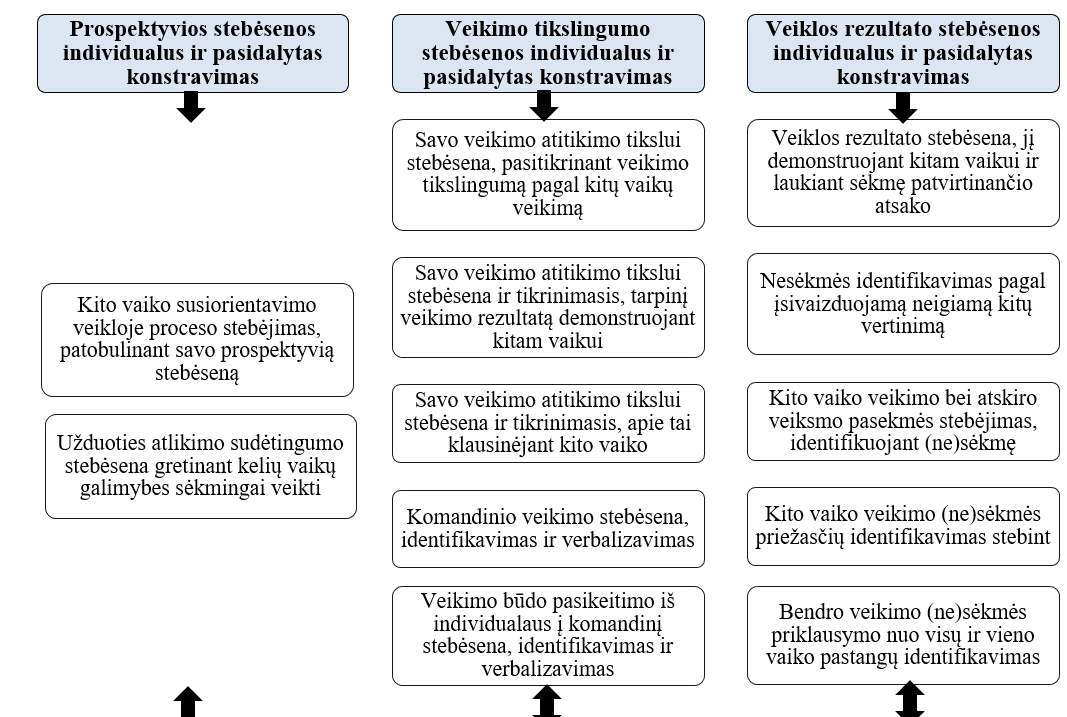 Prospektyvios stebėsenos
individualus ir pasidalytas
konstravimas
Kito vaiko susiorientavimo
veikloje proceso stebėjimas,
patobulinant savo prospektyvią
stebėseną
Užduoties atlikimo sudėtingumo
stebėsena gretinant kelių vaikų
galimybes sėkmingai veikti
Veikimo tikslingumo
stebėsenos individualus ir
pasidalytas konstravimas
Savo veikimo atitikimo tikslui
stebėsena, pasitikrinant veikimo
tikslingumą pagal kitų vaikų
veikimą
Savo veikimo atitikimo tikslui
stebėsena ir tikrinimasis, tarpinį
veikimo rezultatą demonstruojant
kitam vaikui
Savo veikimo atitikimo tikslui
stebėsena ir tikrinimasis, apie tai
klausinėjant kito vaiko
Komandinio veikimo stebėsena,
identifikavimas ir verbalizavimas
Veikimo būdo pasikeitimo iš
individualaus į komandinį
stebėsena, identifikavimas ir
verbalizavimas
Veiklos rezultato stebėsenos
individualus ir pasidalytas
konstravimas
Veiklos rezultato stebėsena, jį
demonstruojant kitam vaikui ir
laukiant sėkmę patvirtinančio
atsako
Nesėkmės identifikavimas pagal
įsivaizduojamą neigiamą kitų
vertinimą
Kito vaiko veikimo bei atskiro
veiksmo pasekmės stebėjimas,
identifikuojant (ne)sėkmę
Kito vaiko veikimo (ne)sėkmės
priežasčių identifikavimas stebint
Bendro veikimo (ne)sėkmės
priklausymo nuo visų ir vieno
vaiko pastangų identifikavimas